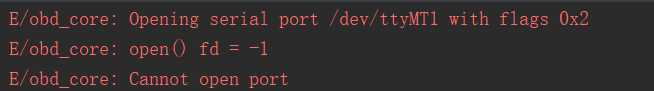 E/obd_core: Opening serial port /dev/ttyMT1 with flags 0x2
E/obd_core: open() fd = -1
E/obd_core: Cannot open port